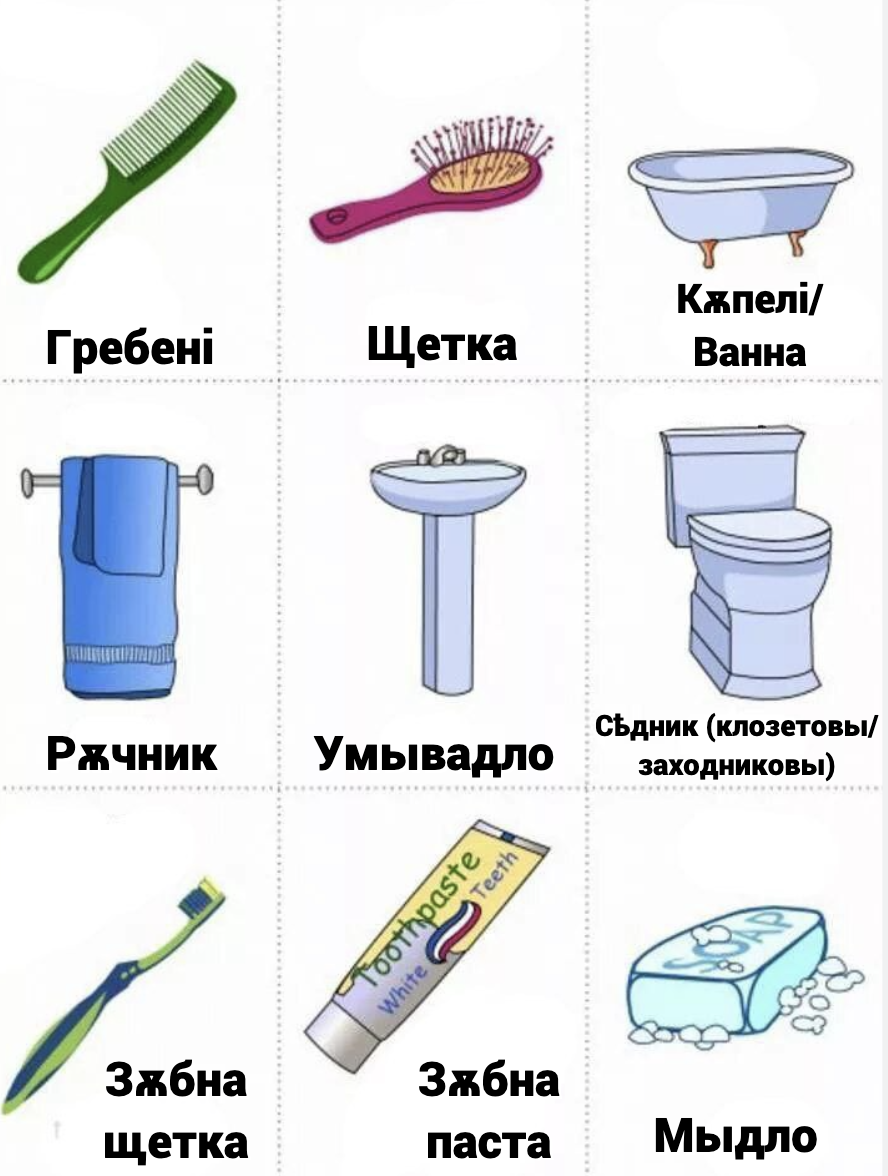 Гребені
Щетка
Кѫпелі/
Ванна
Рѫчник
Умывадло
Сѣдник (клозетовы/
заходниковы)
Toothpaste
Teeth
White
SOAP
Зѫбна
щетка
Зѫбна
паста
Мыдло